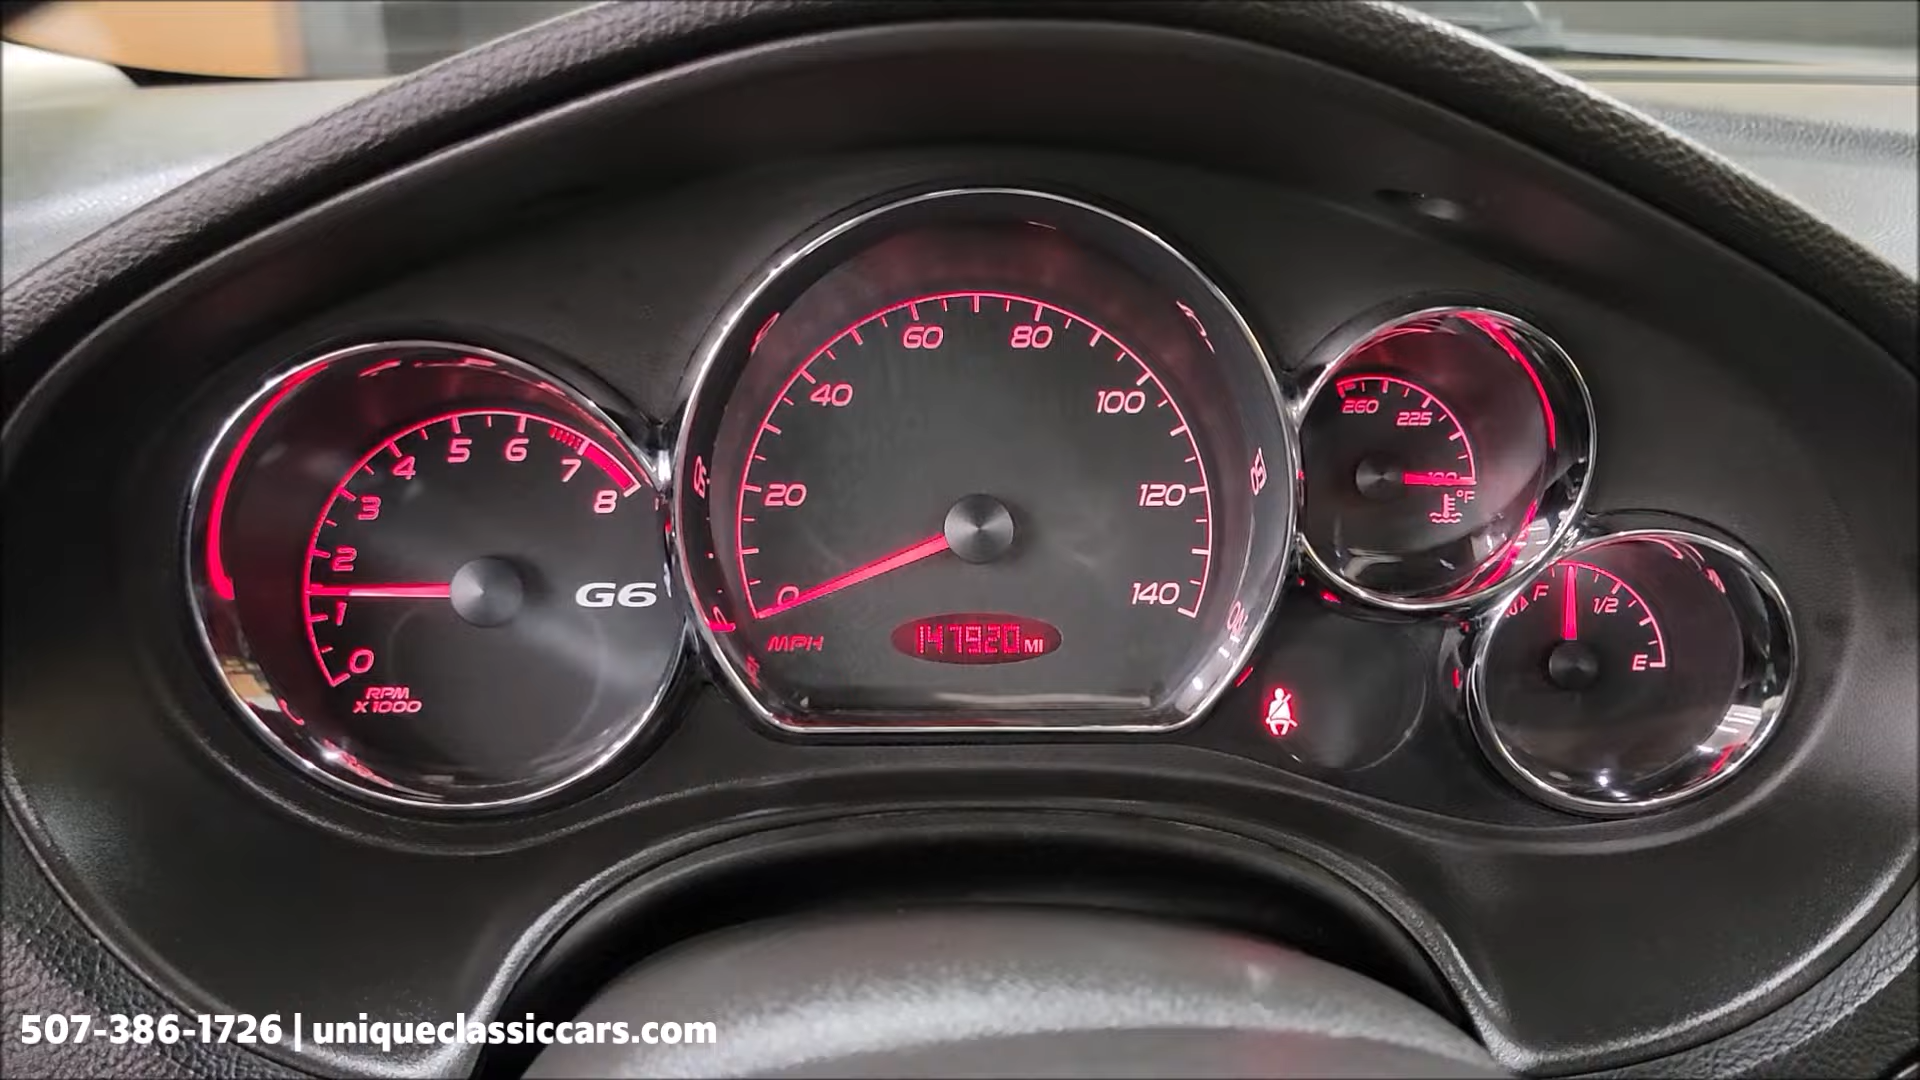 60 80
40 100
20 120
0 140
MPH
147920 MI
0
1
2
3
4
5
6
7
8
RPM
X 1000
G6
260 225
100
°F
F 1/2 E
507-386-1726 | uniqueclassiccars.com